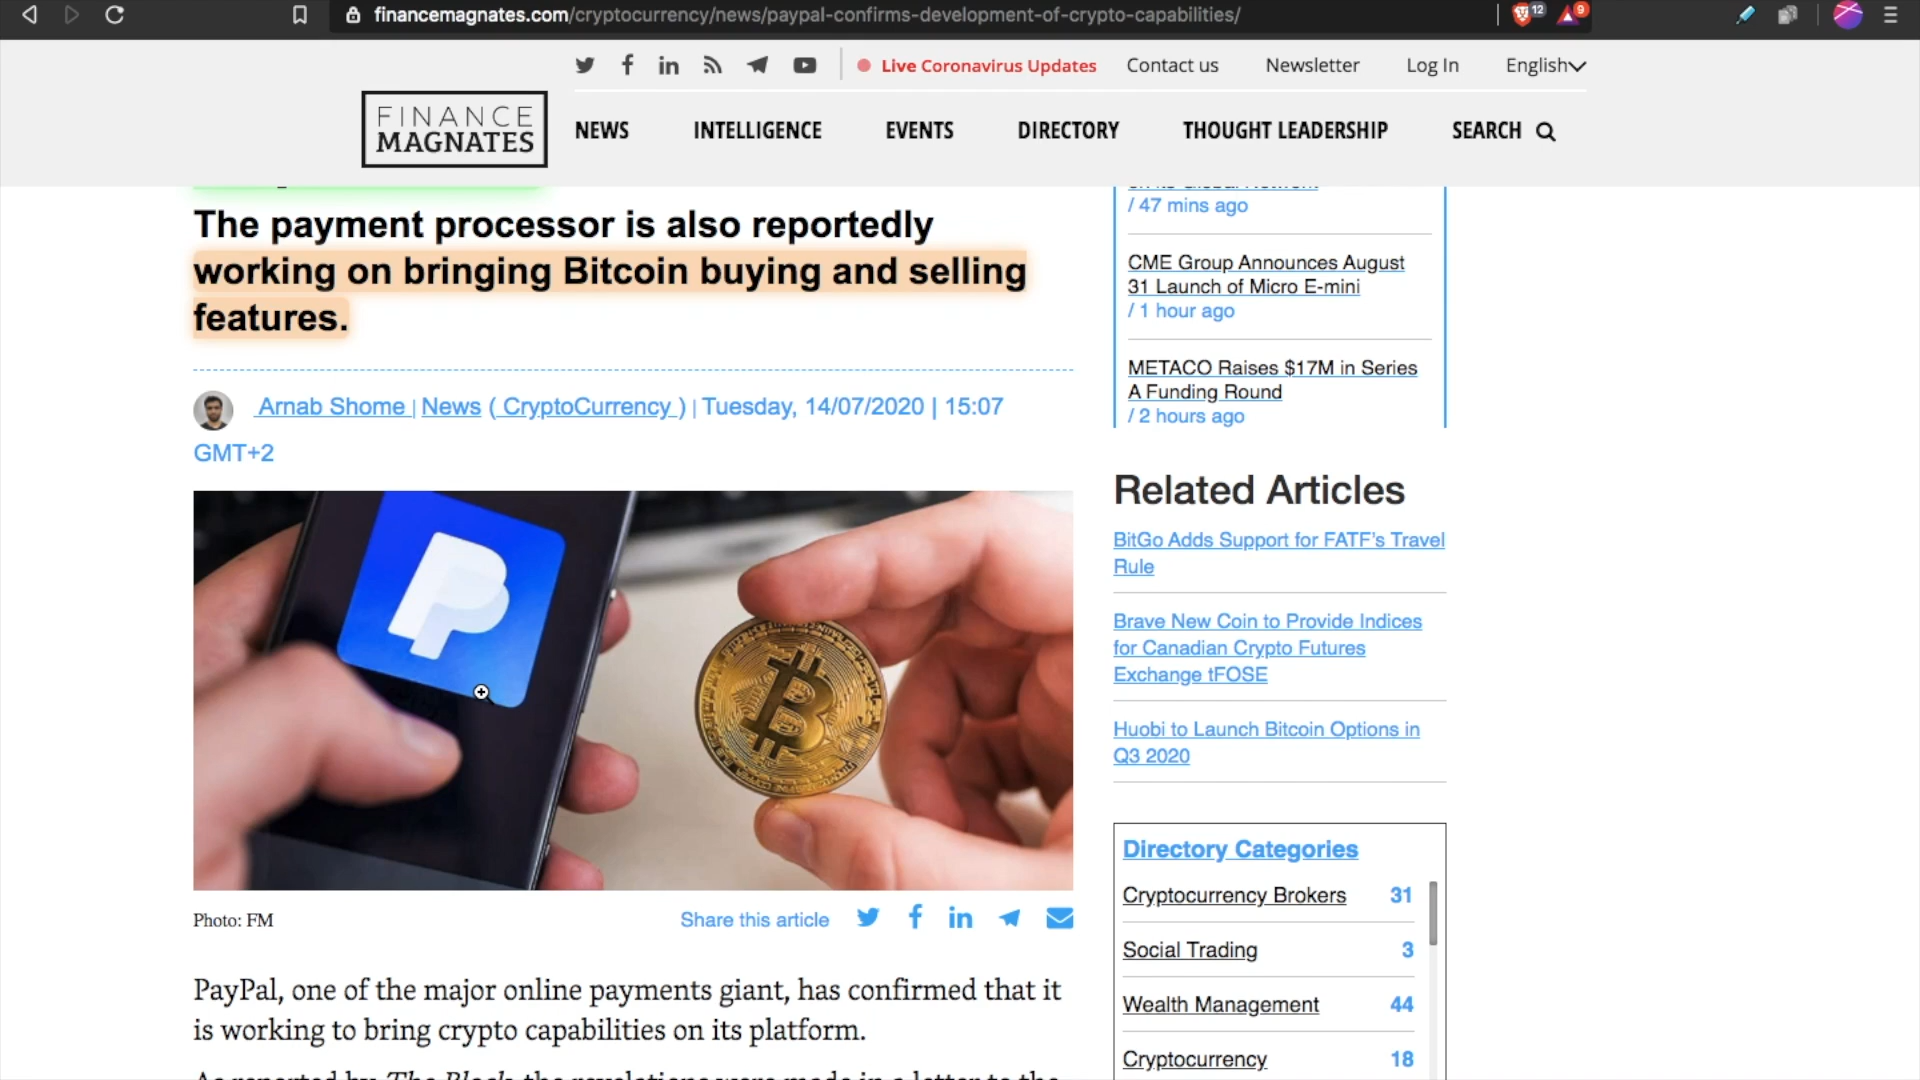 financemagnates.com/cryptocurrency/news/paypal-confirms-development-of-crypto-capabilities/
12
9
Live Coronavirus Updates
Contact us
Newsletter
Log In
English
FINANCE
MAGNATES
NEWS
INTELLIGENCE
EVENTS
DIRECTORY
THOUGHT LEADERSHIP
SEARCH
The payment processor is also reportedly
working on bringing Bitcoin buying and selling
features.
Arnab Shome | News ( CryptoCurrency ) | Tuesday, 14/07/2020 | 15:07
GMT+2
Photo: FM
Share this article
PayPal, one of the major online payments giant, has confirmed that it
is working to bring crypto capabilities on its platform.
/ 47 mins ago
CME Group Announces August
31 Launch of Micro E-mini
/ 1 hour ago
METACO Raises $17M in Series
A Funding Round
/ 2 hours ago
Related Articles
BitGo Adds Support for FATF's Travel
Rule
Brave New Coin to Provide Indices
for Canadian Crypto Futures
Exchange tFOSE
Huobi to Launch Bitcoin Options in
Q3 2020
Directory Categories
Cryptocurrency Brokers 31
Social Trading 3
Wealth Management 44
Cryptocurrency 18